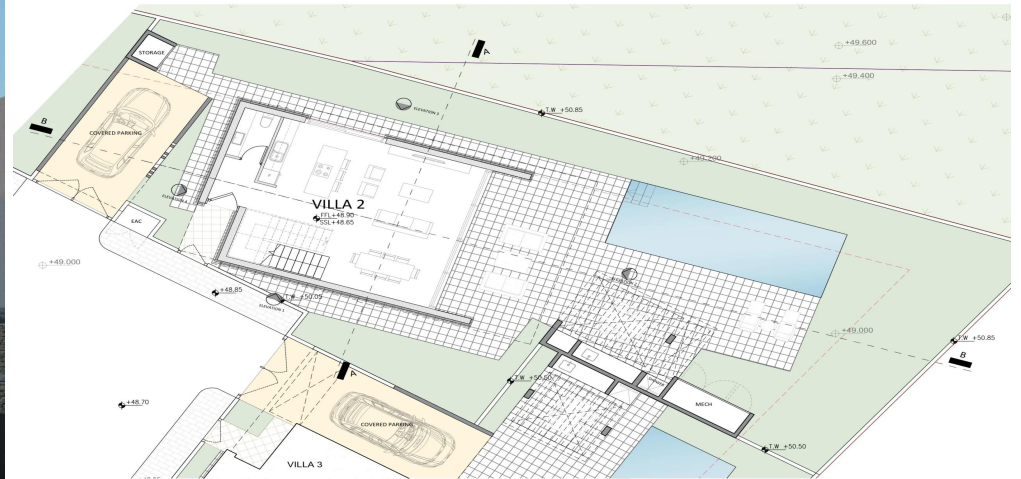 +49.600
STORAGE
A
+49.400
T.W +50.85
ELEVATION 3
B
COVERED PARKING
+49.200
VILLA 2
FFL+48.90
SSL+48.65
ELEVATION 4
EAC
+49.000
+48.85
T.W +50.05
ELEVATION 1
+49.000
T.W +50.85
B
A
T.W +50.50
+48.70
MECH
COVERED PARKING
T.W +50.50
VILLA 3